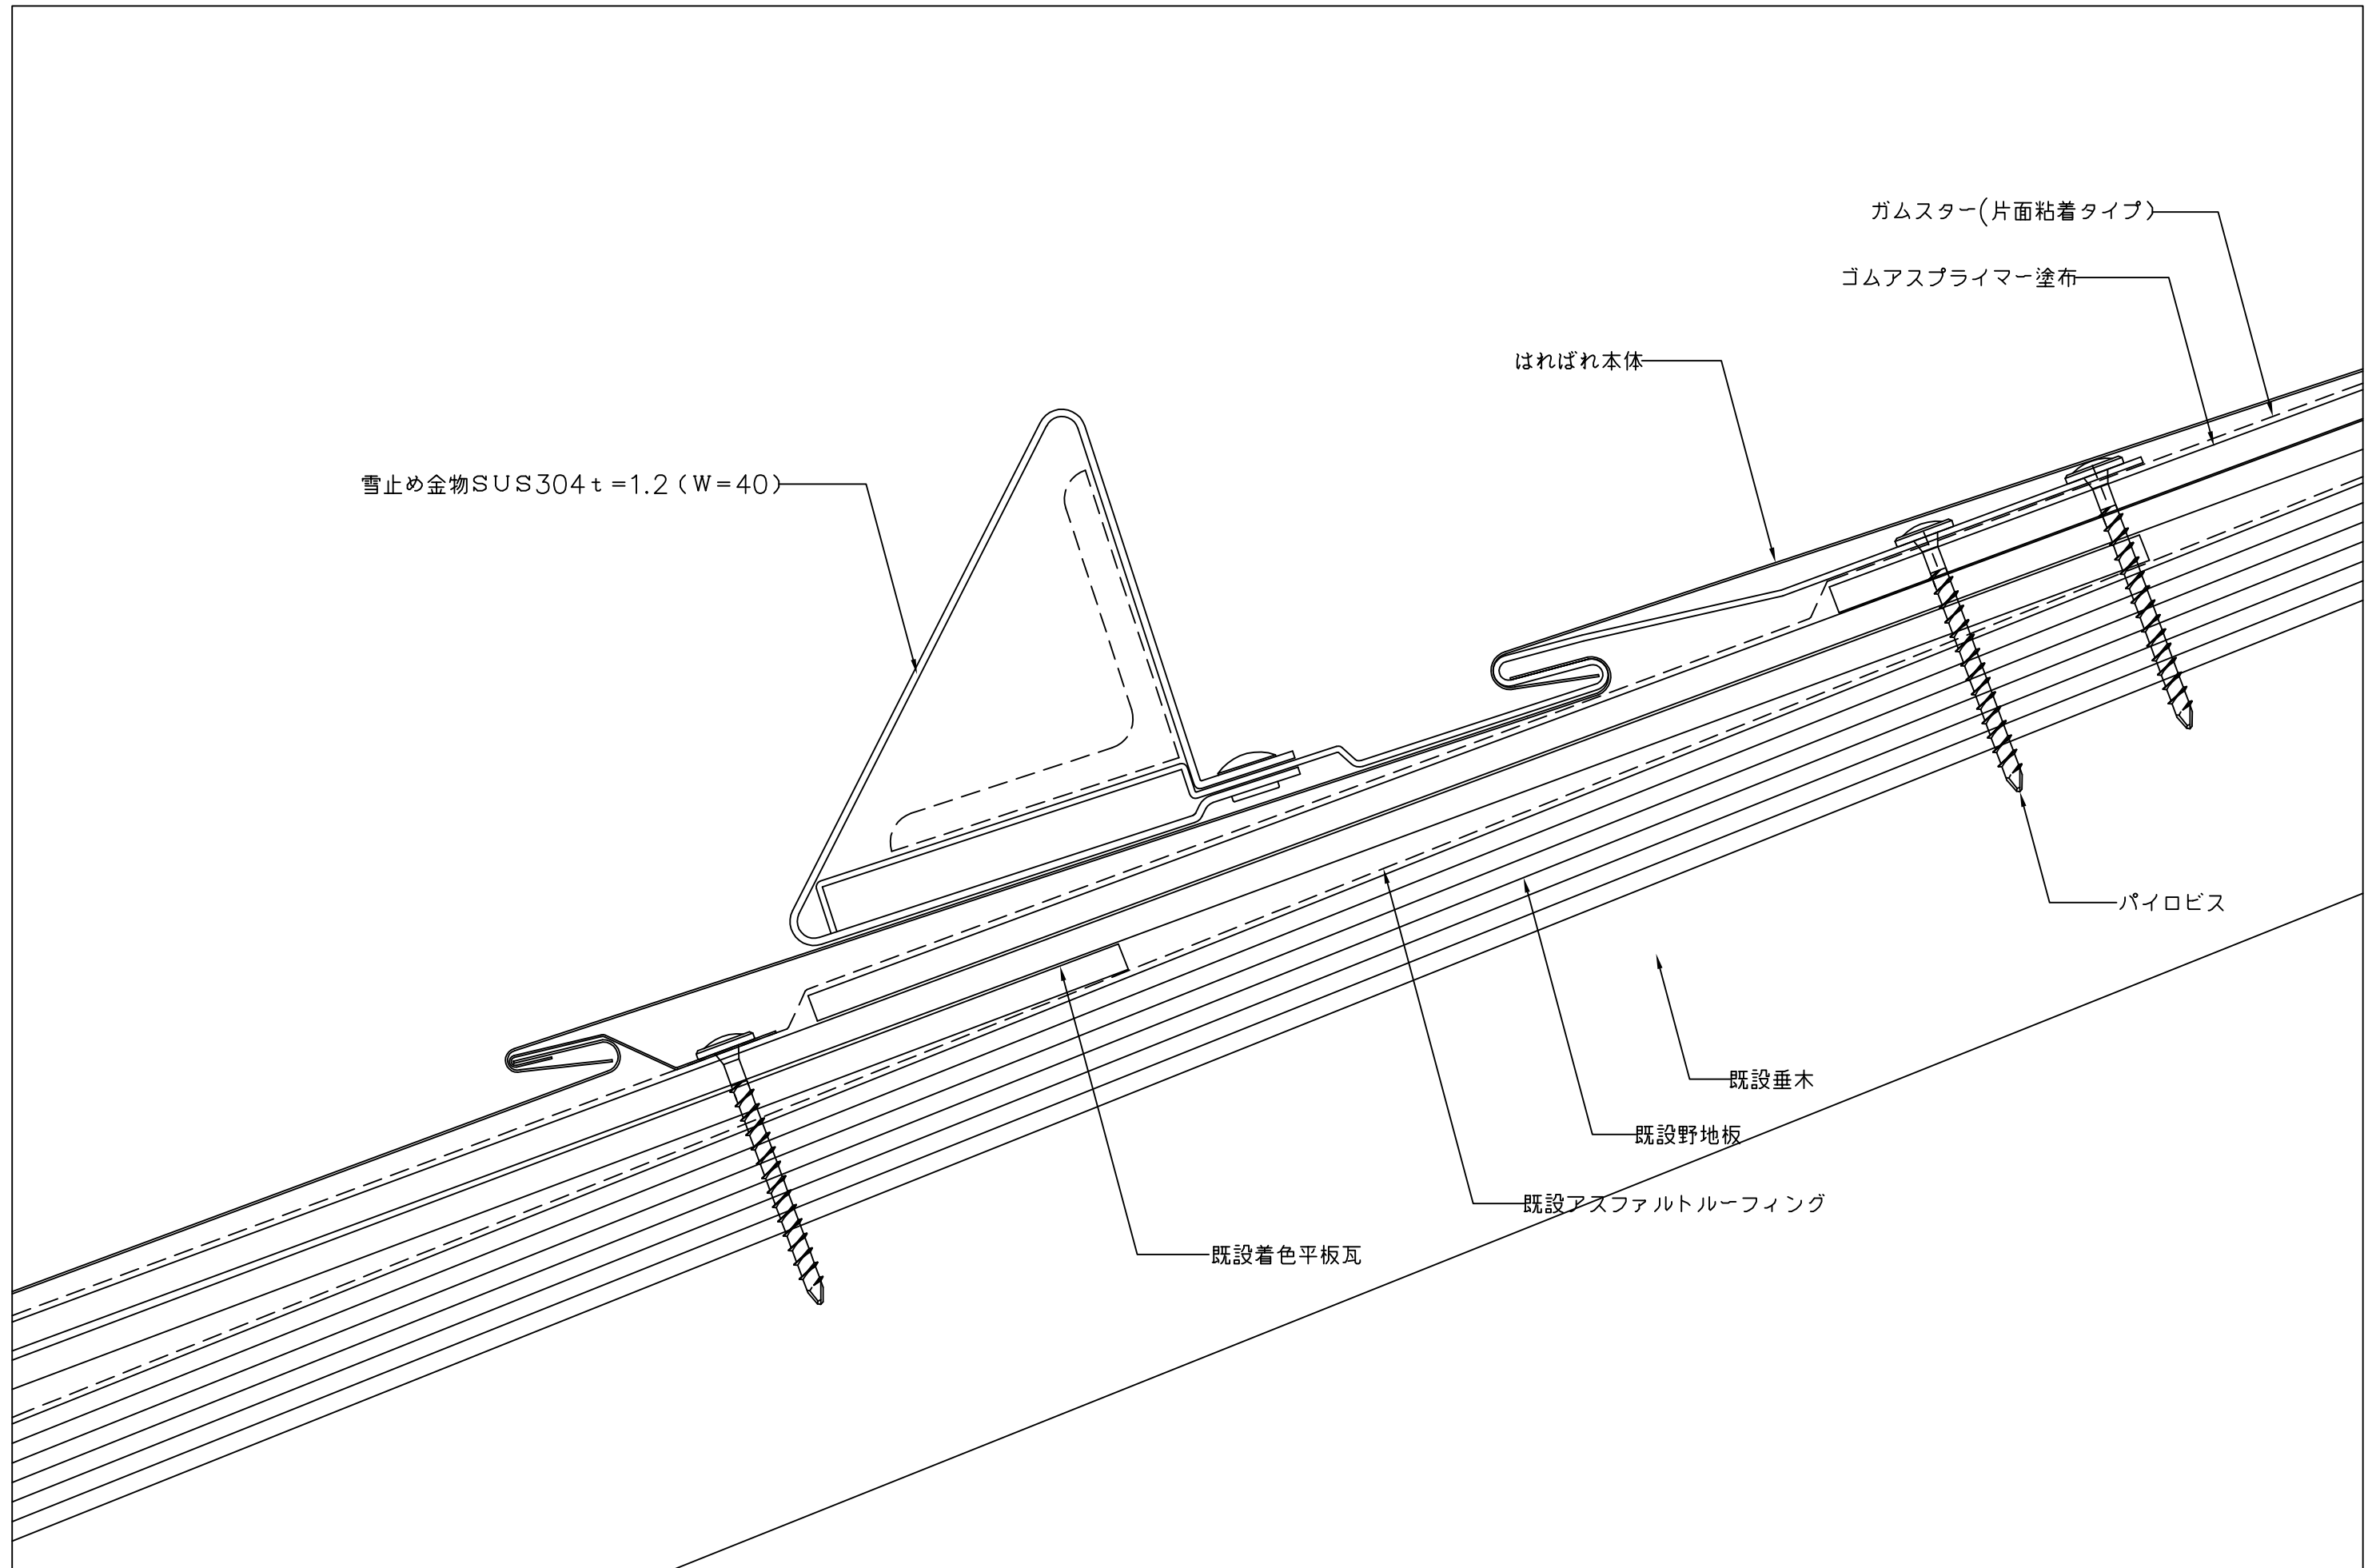 ガムスター(片面粘着タイプ)
ゴムアスプライマー塗布
はればれ本体
雪止め金物SUS304t=1.2(W=40)
パイロビス
既設垂木
既設野地板
既設アスファルトルーフィング
既設着色平板瓦